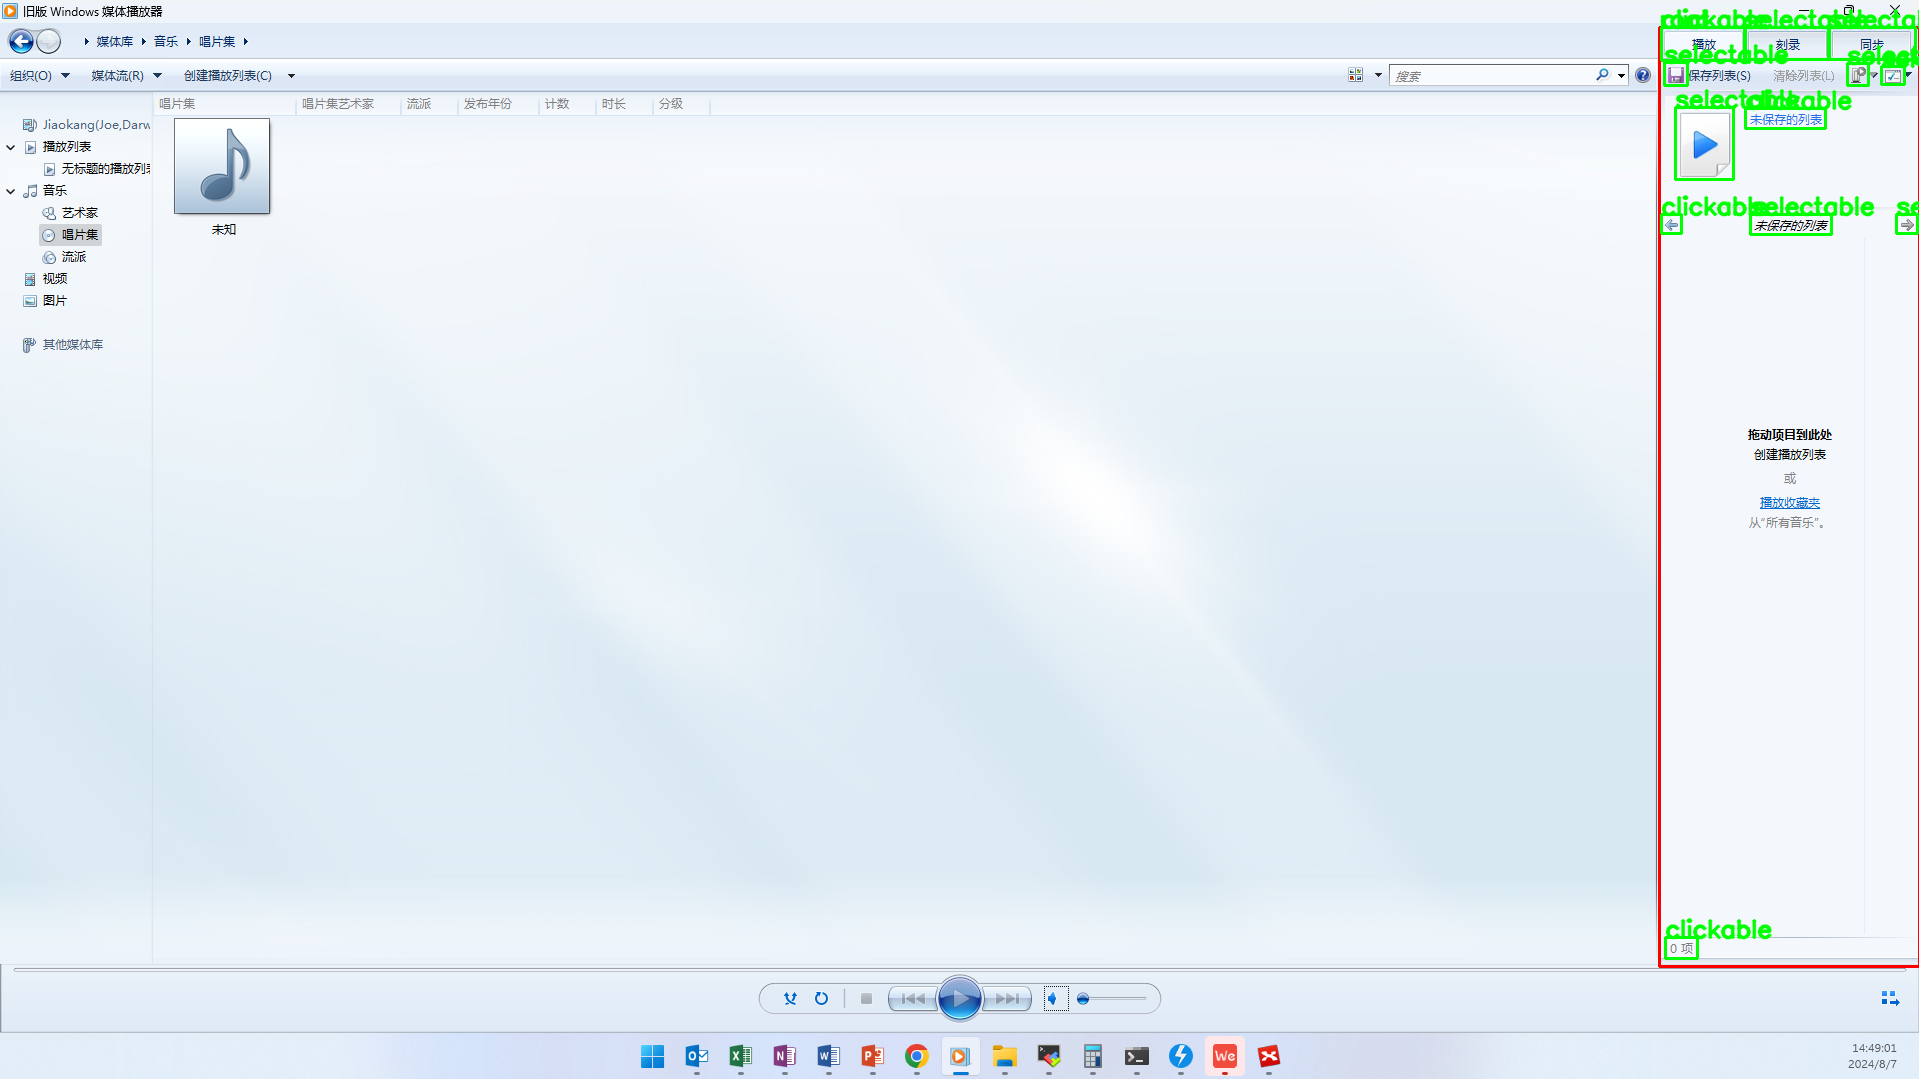 旧版 Windows 媒体播放器
媒体库 音乐 唱片集
组织(O) 媒体流(R) 创建播放列表(C)
搜索
唱片集 唱片集艺术家 流派 发布年份 计数 时长 分级
Jiaokang(Joe,Darw
播放列表
无标题的播放列表
音乐
艺术家
唱片集
流派
视频
图片
其他媒体库
未知
clickable selectable
播放 刻录 同步
selectable
保存列表(S) 清除列表(L)
selectable clickable
未保存的列表
clickable selectable se
未保存的列表
拖动项目到此处
创建播放列表
或
播放收藏夹
从"所有音乐"。
clickable
0 项
14:49:01
2024/8/7